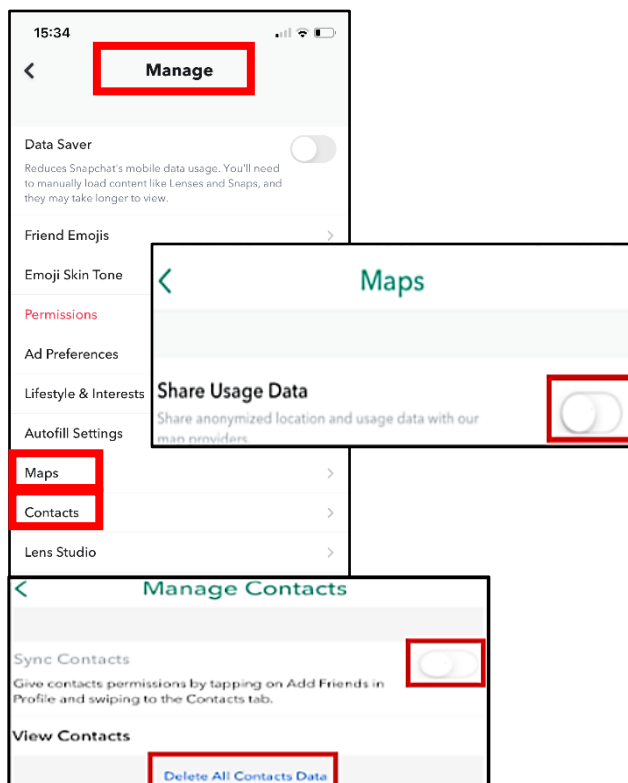 15:34
Manage
Data Saver
Reduces Snapchat's mobile data usage. You'll need
to manually load content like Lenses and Snaps, and
they may take longer to view.
Friend Emojis
Emoji Skin Tone
Permissions
Ad Preferences
Lifestyle & Interests
Autofill Settings
Maps
Contacts
Lens Studio
Maps
Share Usage Data
Share anonymized location and usage data with our
map providers.
Manage Contacts
Sync Contacts
Give contacts permissions by tapping on Add Friends in
Profile and swiping to the Contacts tab.
View Contacts
Delete All Contacts Data